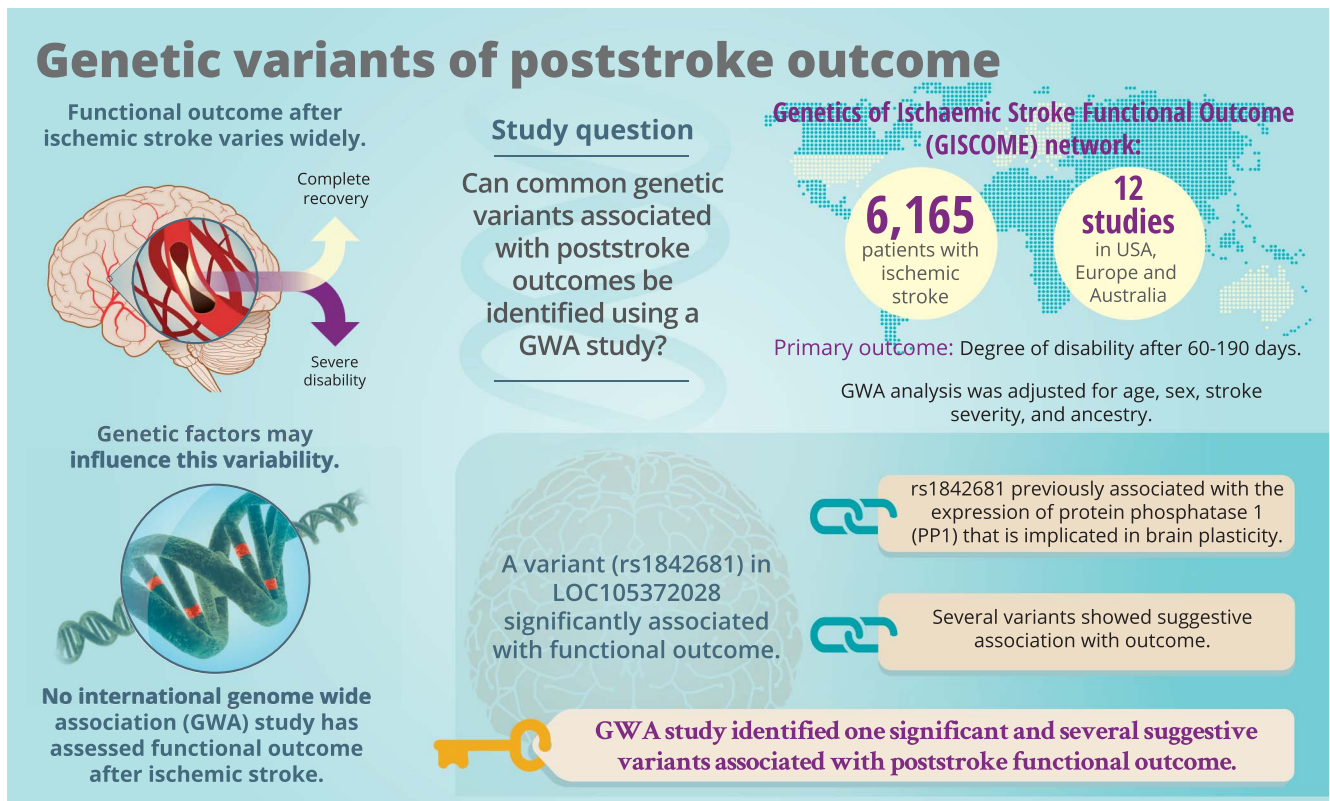 Genetic variants of poststroke outcome
Functional outcome after
ischemic stroke varies widely.
Complete
recovery
Severe
disability
Genetic factors may
influence this variability.
No international genome wide
association (GWA) study has
assessed functional outcome
after ischemic stroke.
Study question
Can common genetic
variants associated
with poststroke
outcomes be
identified using a
GWA study?
Genetics of Ischaemic Stroke Functional Outcome
(GISCOME) network:
6,165
patients with
ischemic
stroke
12
studies
in USA,
Europe and
Australia
Primary outcome: Degree of disability after 60-190 days.
GWA analysis was adjusted for age, sex, stroke
severity, and ancestry.
A variant (rs1842681) in
LOC105372028
significantly associated
with functional outcome.
rs1842681 previously associated with the
expression of protein phosphatase 1
(PP1) that is implicated in brain plasticity.
Several variants showed suggestive
association with outcome.
GWA study identified one significant and several suggestive
variants associated with poststroke functional outcome.